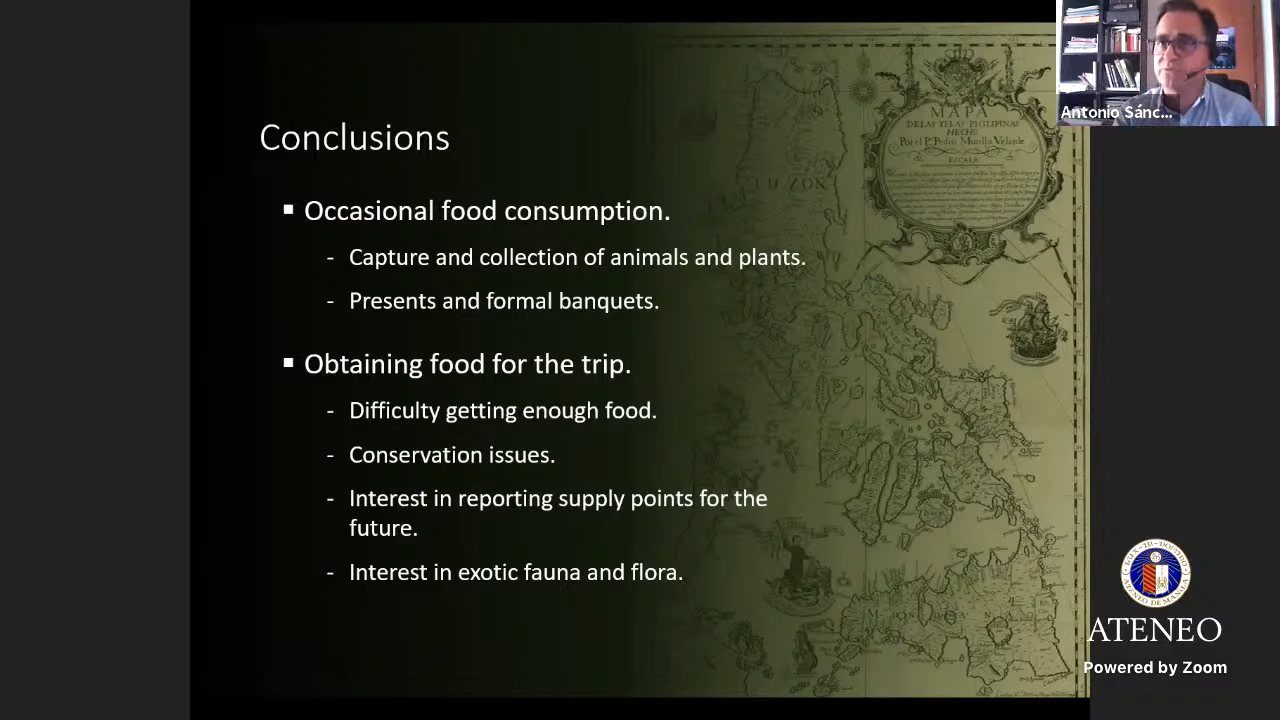 Conclusions
▪ Occasional food consumption.
- Capture and collection of animals and plants.
- Presents and formal banquets.
▪ Obtaining food for the trip.
- Difficulty getting enough food.
- Conservation issues.
- Interest in reporting supply points for the
future.
- Interest in exotic fauna and flora.
MAPA
DE LAS YSLAS PHILIPINAS
HECHO
Por el P. Pedro Murillo Velarde
ESCALA
LUZON
Antonio Sánc...
ATENEO
Powered by Zoom